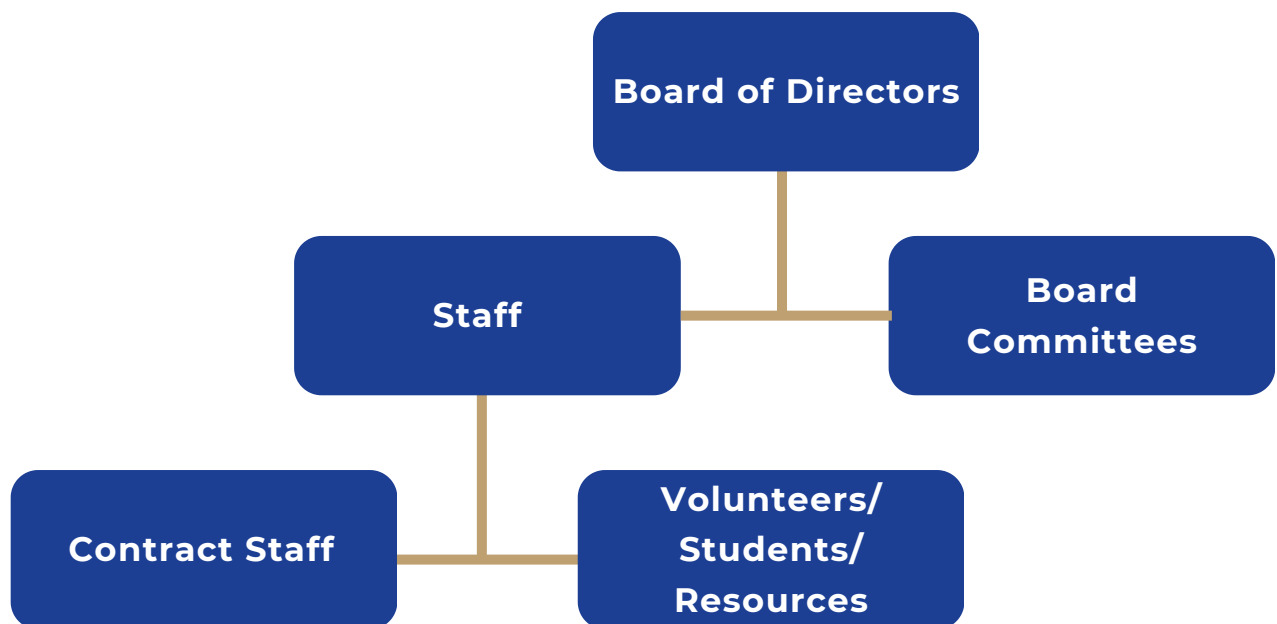 Board of Directors
Staff
Board
Committees
Contract Staff
Volunteers/
Students/
Resources